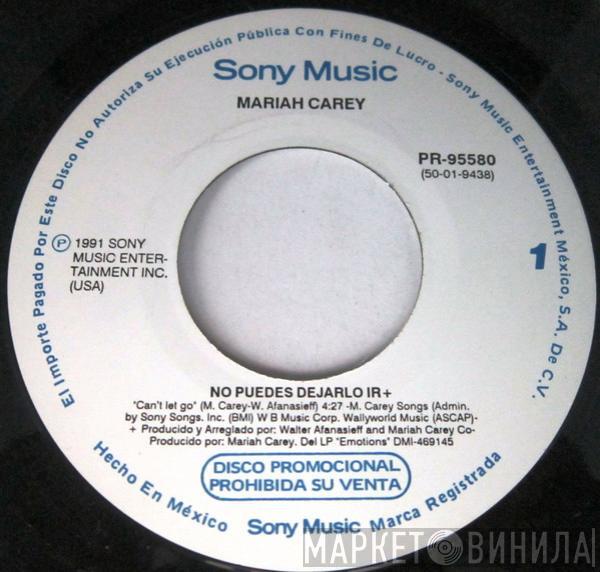 El Importe Pagado Por Este Disco No Autoriza Su Ejecución Pública Con Fines De Lucro - Sony Music Entertainment México, S.A. De C.V.
Sony Music
MARIAH CAREY
PR-95580
(50-01-9438)
Ⓟ 1991 SONY
MUSIC ENTER-
TAINMENT INC.
(USA)
1
NO PUEDES DEJARLO IR+
"Can't let go" (M. Carey-W. Afanasieff) 4:27 -M. Carey Songs (Admin.
by Sony Songs. Inc. (BMI) W B Music Corp. Wallyworld Music (ASCAP)-
+ Producido y Arreglado por: Walter Afanasieff and Mariah Carey Co-
Producido por: Mariah Carey. Del LP "Emotions" DMI-469145
DISCO PROMOCIONAL
PROHIBIDA SU VENTA
Hecho En México Sony Music Marca Registrada
МАРКЕТ ВИНИЛА